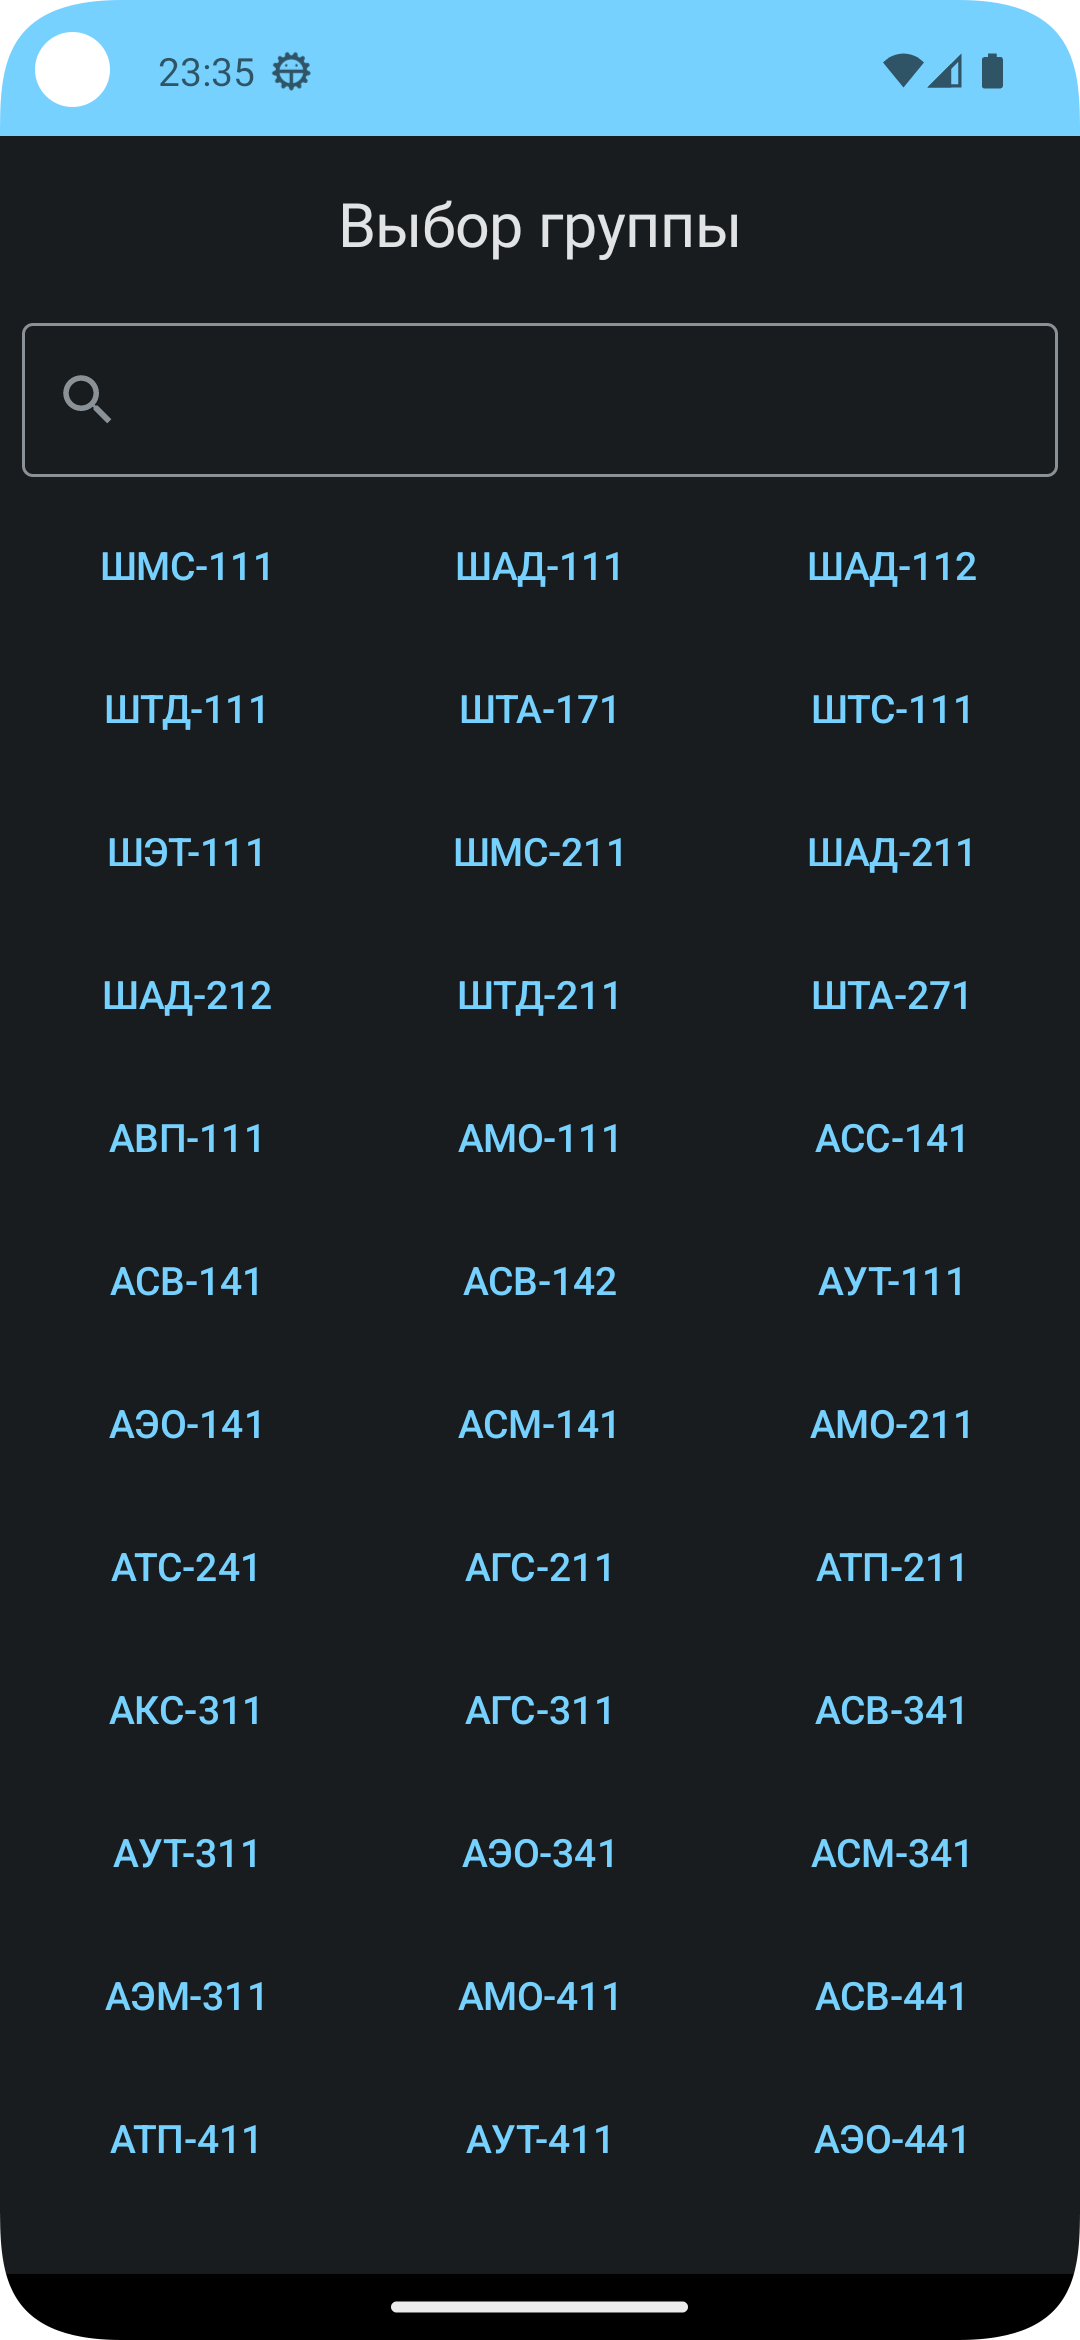 23:35
Выбор группы
ШМС-111 ШАД-111 ШАД-112
ШТД-111 ШТА-171 ШТС-111
ШЭТ-111 ШМС-211 ШАД-211
ШАД-212 ШТД-211 ШТА-271
АВП-111 АМО-111 АСС-141
АСВ-141 АСВ-142 АУТ-111
АЭО-141 АСМ-141 АМО-211
АТС-241 АГС-211 АТП-211
АКС-311 АГС-311 АСВ-341
АУТ-311 АЭО-341 АСМ-341
АЭМ-311 АМО-411 АСВ-441
АТП-411 АУТ-411 АЭО-441